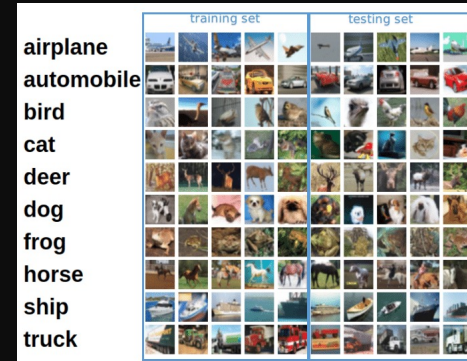 training set
testing set
airplane
automobile
bird
cat
deer
dog
frog
horse
ship
truck